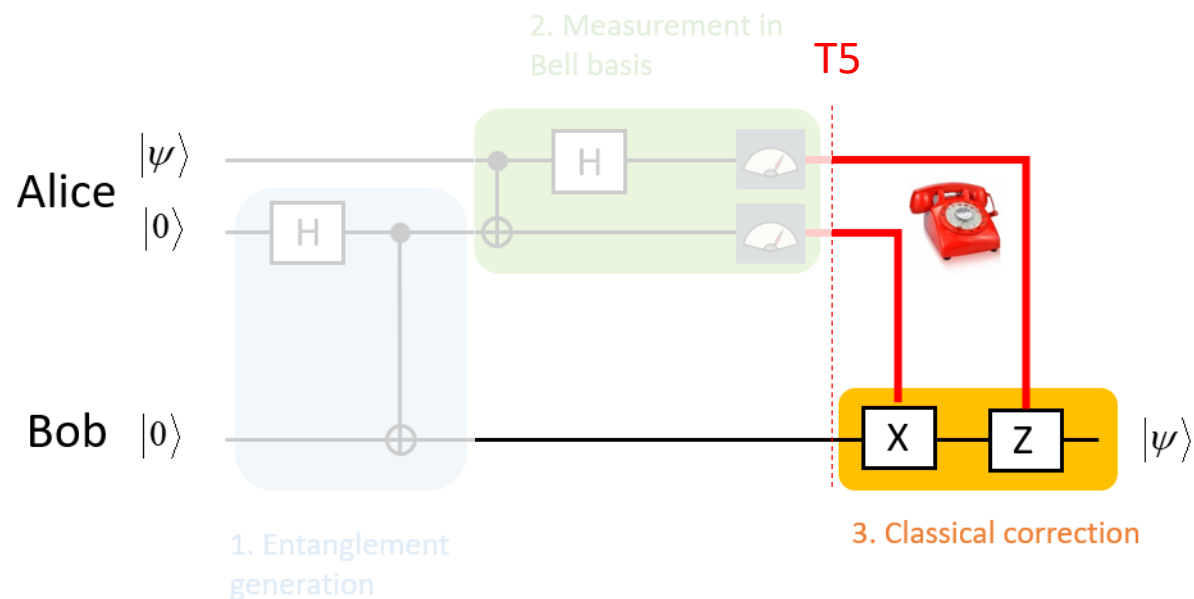 2. Measurement in
Bell basis
T5
|ψ⟩
H
Alice
|0⟩
H
Bob
|0⟩
X
Z
|ψ⟩
3. Classical correction
1. Entanglement
generation